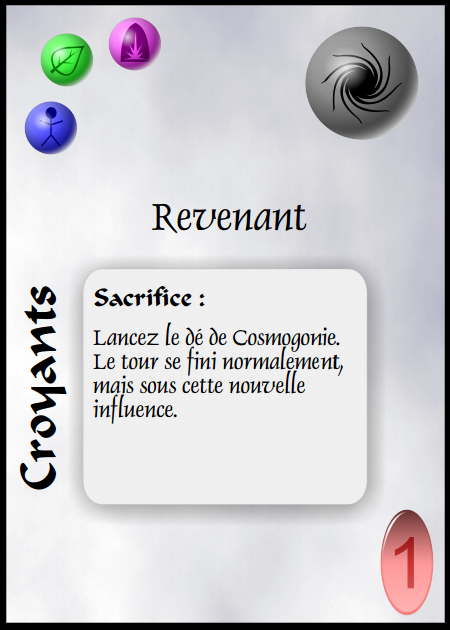 Revenant
Croyants
Sacrifice :
Lancez le dé de Cosmogonie.
Le tour se fini normalement,
mais sous cette nouvelle
influence.
1